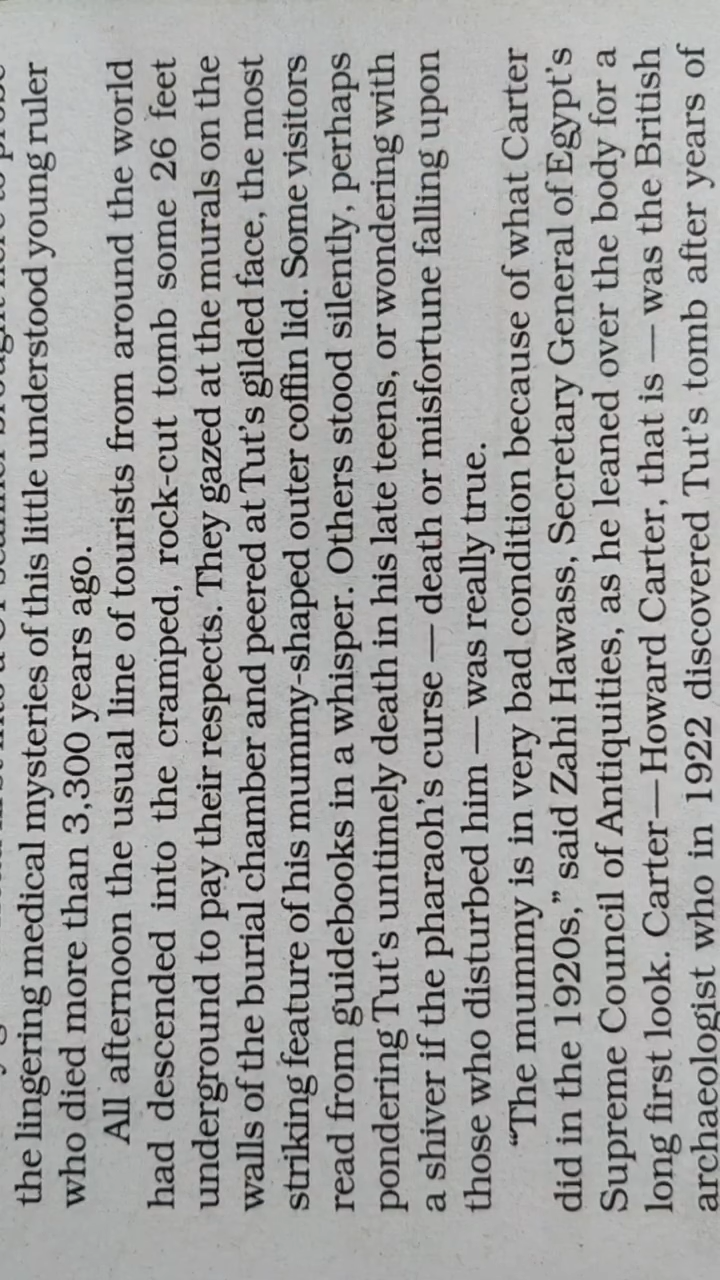 the lingering medical mysteries of this little understood young ruler
who died more than 3,300 years ago.
All afternoon the usual line of tourists from around the world
had descended into the cramped, rock-cut tomb some 26 feet
underground to pay their respects. They gazed at the murals on the
walls of the burial chamber and peered at Tut's gilded face, the most
striking feature of his mummy-shaped outer coffin lid. Some visitors
read from guidebooks in a whisper. Others stood silently, perhaps
pondering Tut's untimely death in his late teens, or wondering with
a shiver if the pharaoh's curse — death or misfortune falling upon
those who disturbed him — was really true.
“The mummy is in very bad condition because of what Carter
did in the 1920s,” said Zahi Hawass, Secretary General of Egypt's
Supreme Council of Antiquities, as he leaned over the body for a
long first look. Carter—Howard Carter, that is — was the British
archaeologist who in 1922 discovered Tut's tomb after years of